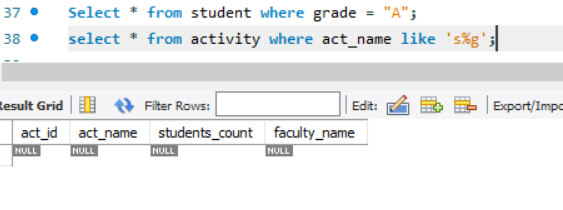 37 Select * from student where grade = "A";
38 select * from activity where act_name like 's%g';
Result Grid Filter Rows: Edit: Export/Impo
act_id act_name students_count faculty_name
NULL NULL NULL NULL